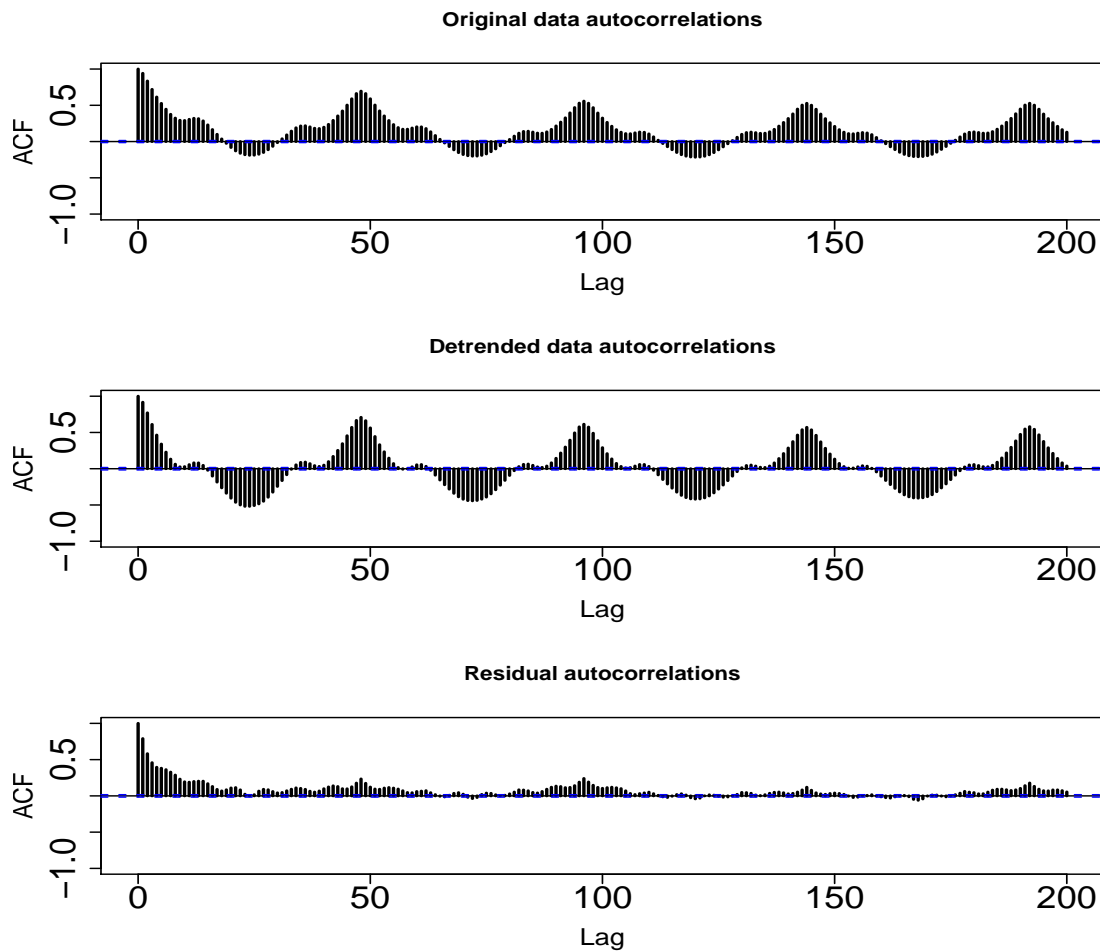 Original data autocorrelations
ACF
0.5
−1.0
0 50 100 150 200
Lag
Detrended data autocorrelations
ACF
0.5
−1.0
0 50 100 150 200
Lag
Residual autocorrelations
ACF
0.5
−1.0
0 50 100 150 200
Lag